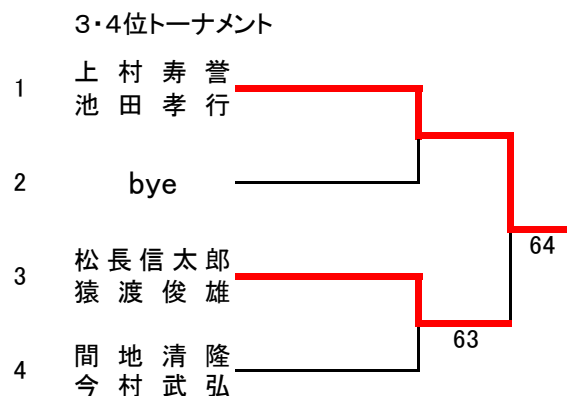 3・4位トーナメント
1
上村寿誉
池田孝行
2
bye
3
松長信太郎
猿渡俊雄
4
間地清隆
今村武弘
63
64